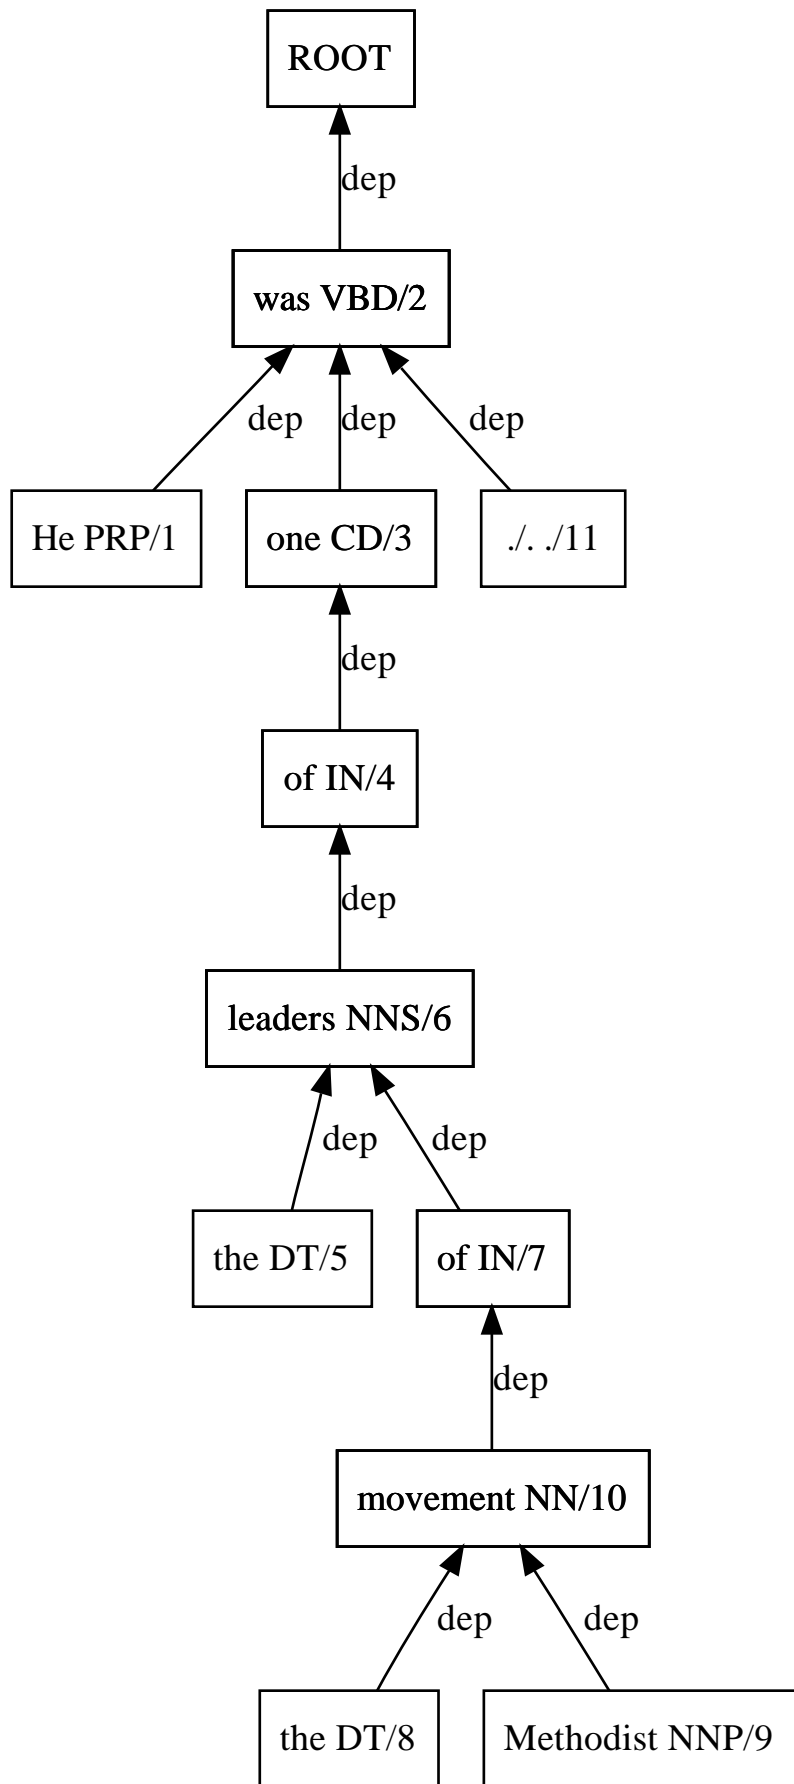 ROOT
dep
was VBD/2
dep dep dep
He PRP/1 one CD/3 ./. ./11
dep
of IN/4
dep
leaders NNS/6
dep dep
the DT/5 of IN/7
dep
movement NN/10
dep dep
the DT/8 Methodist NNP/9